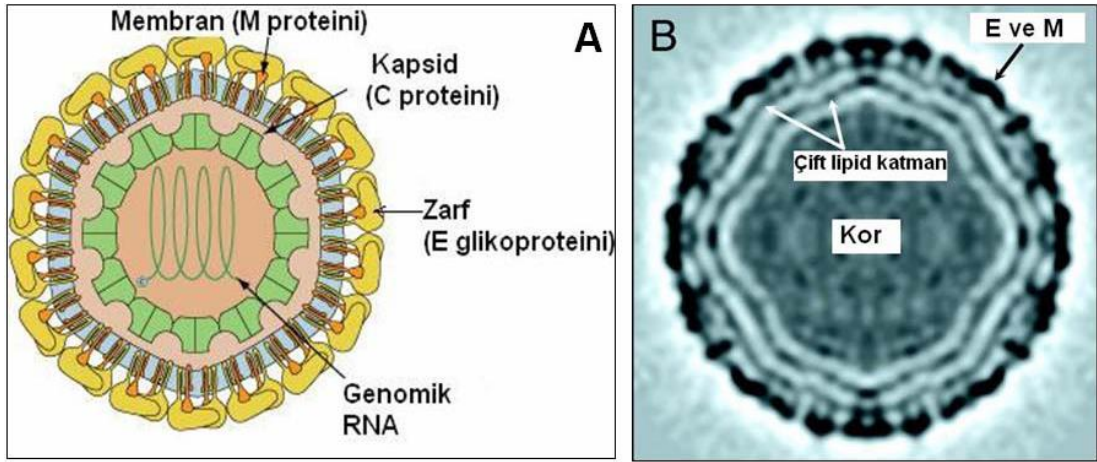 Membran (M proteini)
A
Kapsid
(C proteini)
Zarf
(E glikoproteini)
Genomik
RNA
B
E ve M
Çift lipid katman
Kor